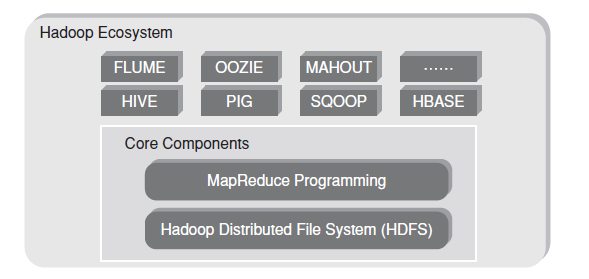 Hadoop Ecosystem
FLUME OOZIE MAHOUT ......
HIVE PIG SQOOP HBASE
Core Components
MapReduce Programming
Hadoop Distributed File System (HDFS)